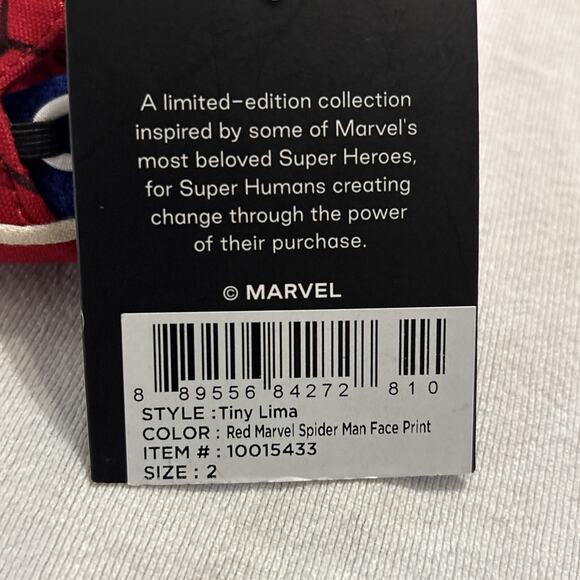 A limited-edition collection
inspired by some of Marvel's
most beloved Super Heroes,
for Super Humans creating
change through the power
of their purchase.
© MARVEL
8 89556 84272 810
STYLE : Tiny Lima
COLOR : Red Marvel Spider Man Face Print
ITEM # : 10015433
SIZE : 2